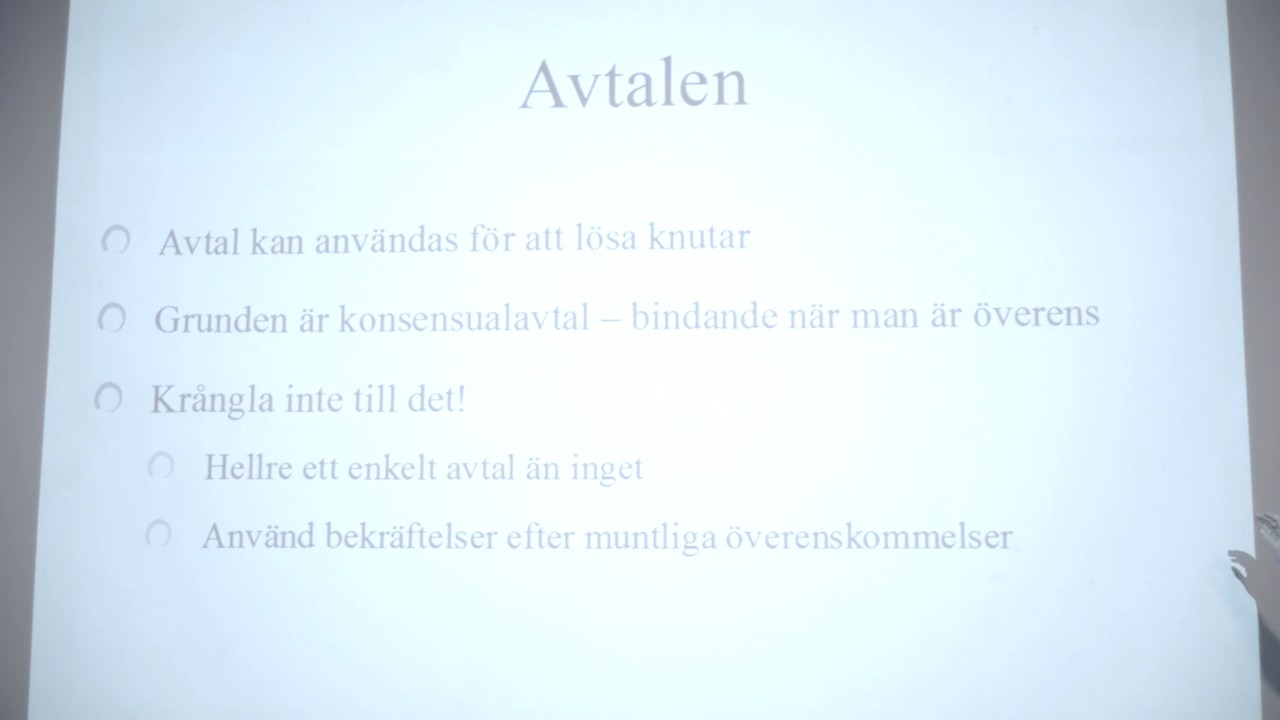 Avtalen
Avtal kan användas för att lösa knutar
Grunden är konsensualavtal – bindande när man är överens
Krångla inte till det!
Hellre ett enkelt avtal än inget
Använd bekräftelser efter muntliga överenskommelser